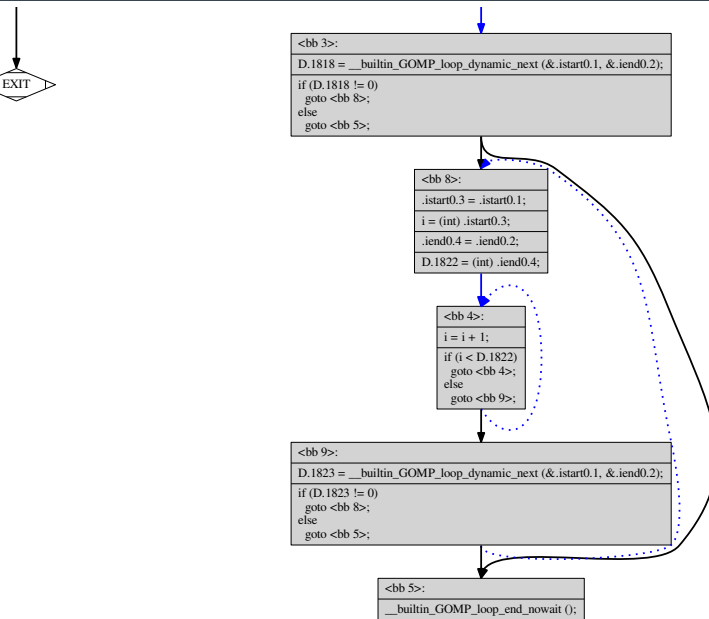 EXIT
<bb 3>:
D.1818 = __builtin_GOMP_loop_dynamic_next (&.istart0.1, &.iend0.2);
if (D.1818 != 0)
goto <bb 8>;
else
goto <bb 5>;
<bb 8>:
.istart0.3 = .istart0.1;
i = (int) .istart0.3;
.iend0.4 = .iend0.2;
D.1822 = (int) .iend0.4;
<bb 4>:
i = i + 1;
if (i < D.1822)
goto <bb 4>;
else
goto <bb 9>;
<bb 9>:
D.1823 = __builtin_GOMP_loop_dynamic_next (&.istart0.1, &.iend0.2);
if (D.1823 != 0)
goto <bb 8>;
else
goto <bb 5>;
<bb 5>:
__builtin_GOMP_loop_end_nowait ();